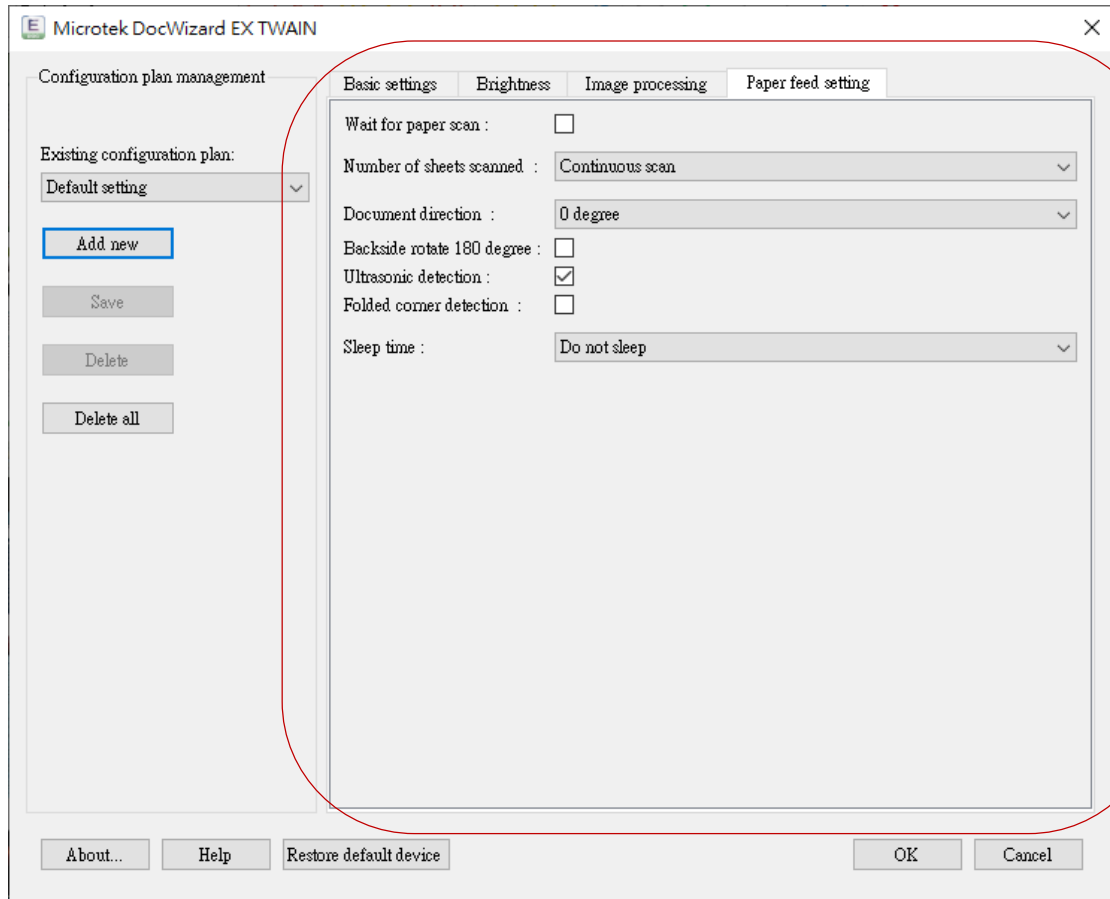 Microtek DocWizard EX TWAIN
Configuration plan management
Existing configuration plan:
Default setting
Add new
Save
Delete
Delete all
Basic settings Brightness Image processing Paper feed setting
Wait for paper scan :
Number of sheets scanned : Continuous scan
Document direction : 0 degree
Backside rotate 180 degree :
Ultrasonic detection :
Folded corner detection :
Sleep time : Do not sleep
About... Help Restore default device OK Cancel